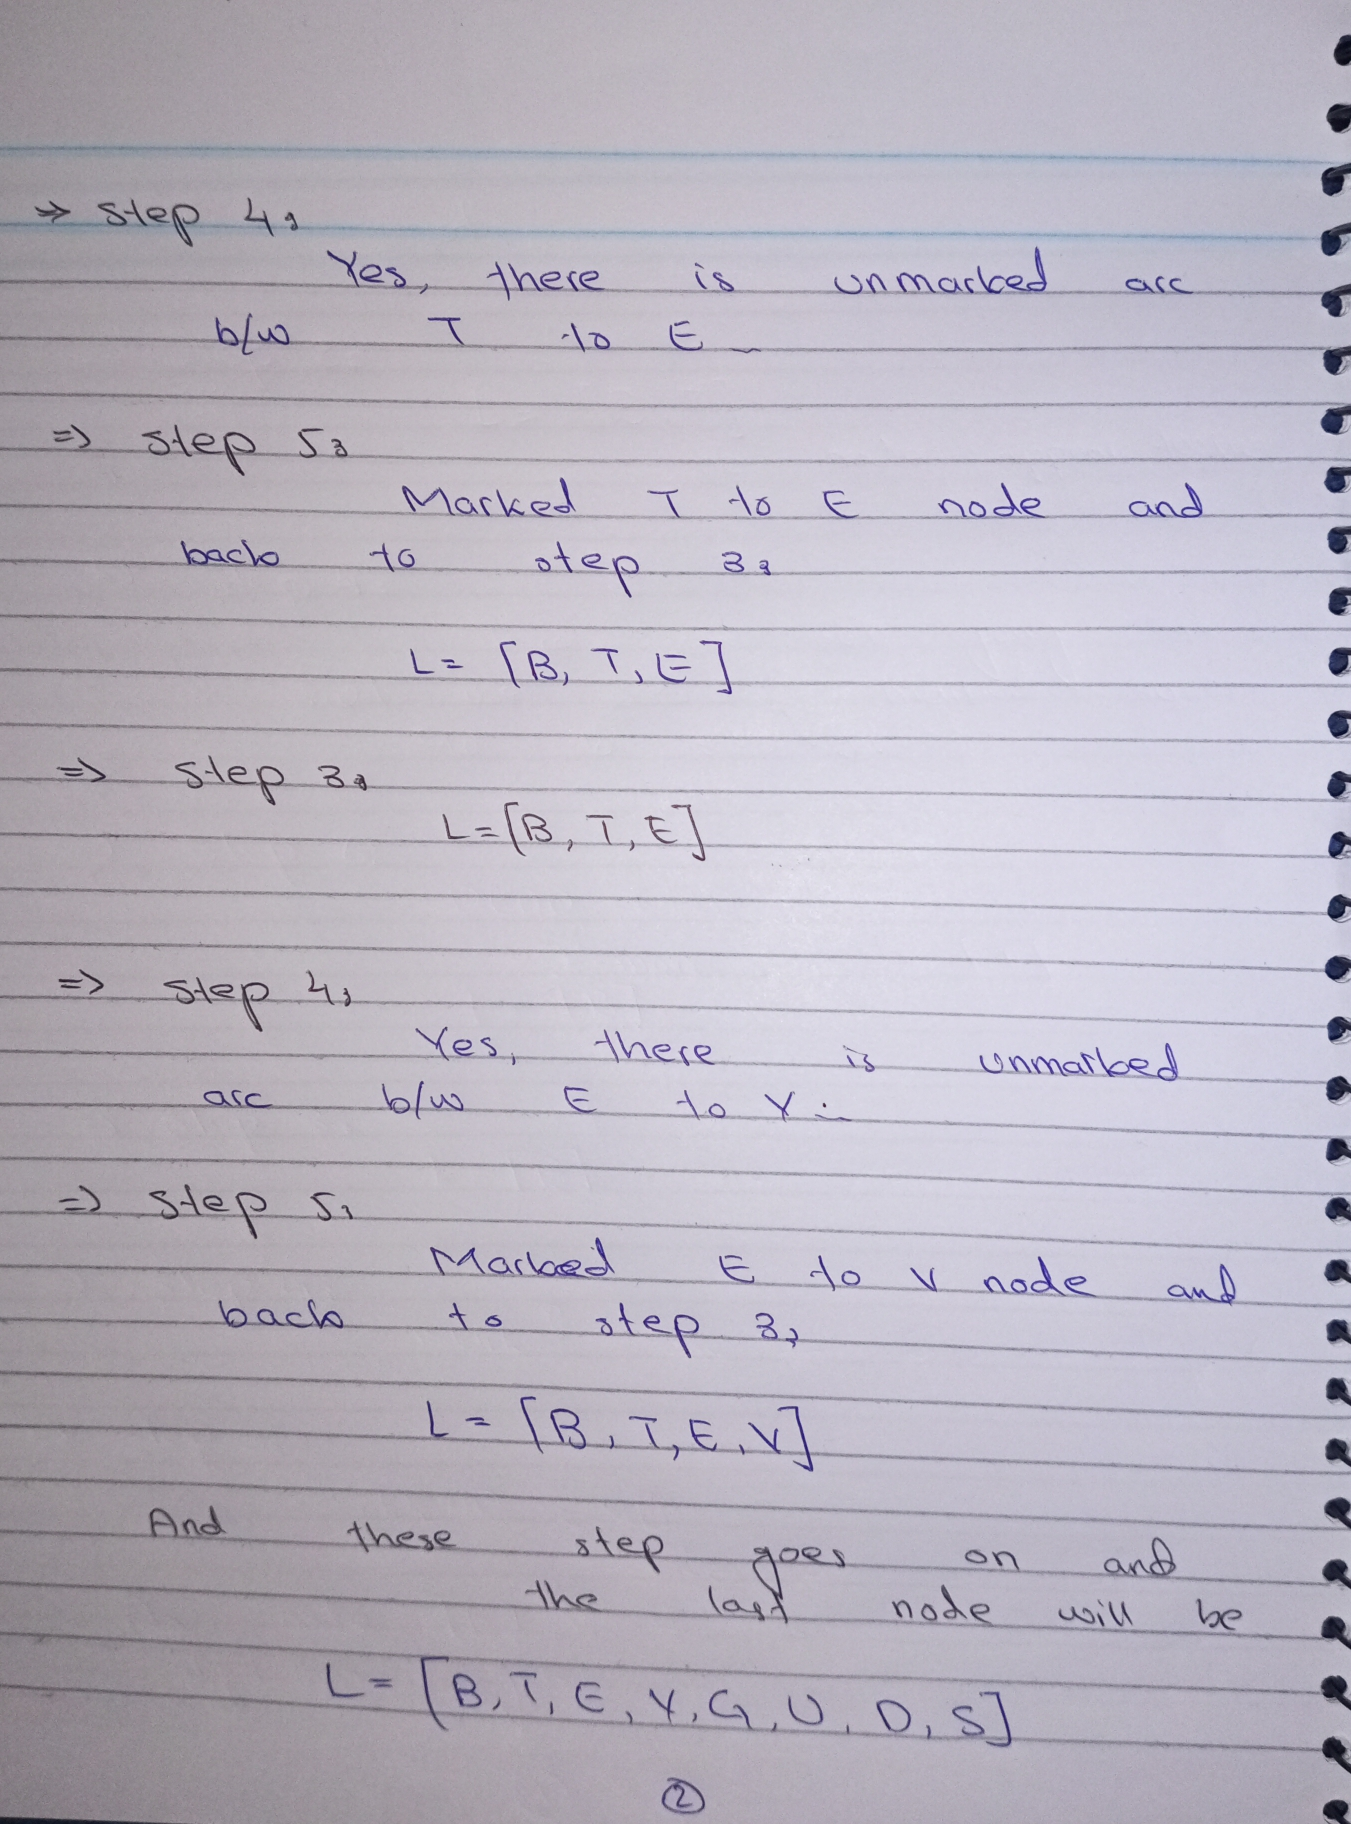 ⇒ step 4:
Yes, there is unmarked arc
b/w T to E
⇒ step 5:
Marked T to E node and
back to step 3:
L = [B, T, E]
⇒ step 3:
L = [B, T, E]
⇒ step 4:
Yes, there is unmarked
arc b/w E to V
⇒ step 5:
Marked E to V node and
back to step 3:
L = [B, T, E, V]
And these step goes on and
the last node will be
L = [B, T, E, V, G, U, D, S]
2